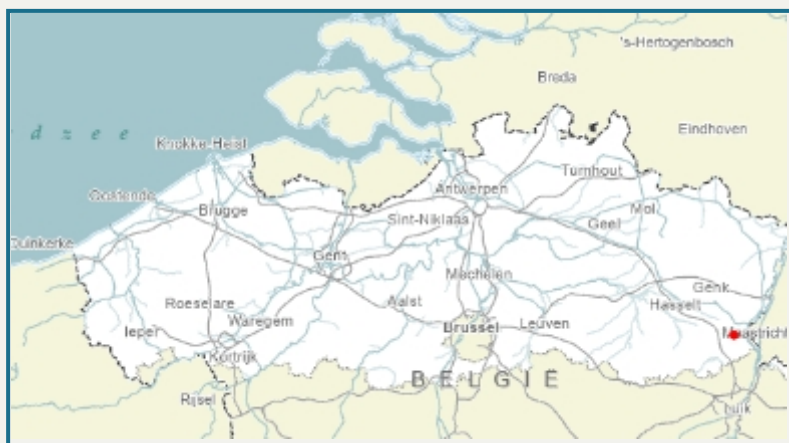 's-Hertogenbosch
Breda
d z e e
Eindhoven
Knokke-Heist
Turnhout
Antwerpen
Oostende
Mol
Brugge
Sint-Niklaas
Geel
Duinkerke
Gent
Mechelen
Genk
Roeselare
Aalst
Hasselt
Waregem
Ieper
Brussel
Leuven
Maastricht
Kortrijk
BELGIË
Rijsel
Luik